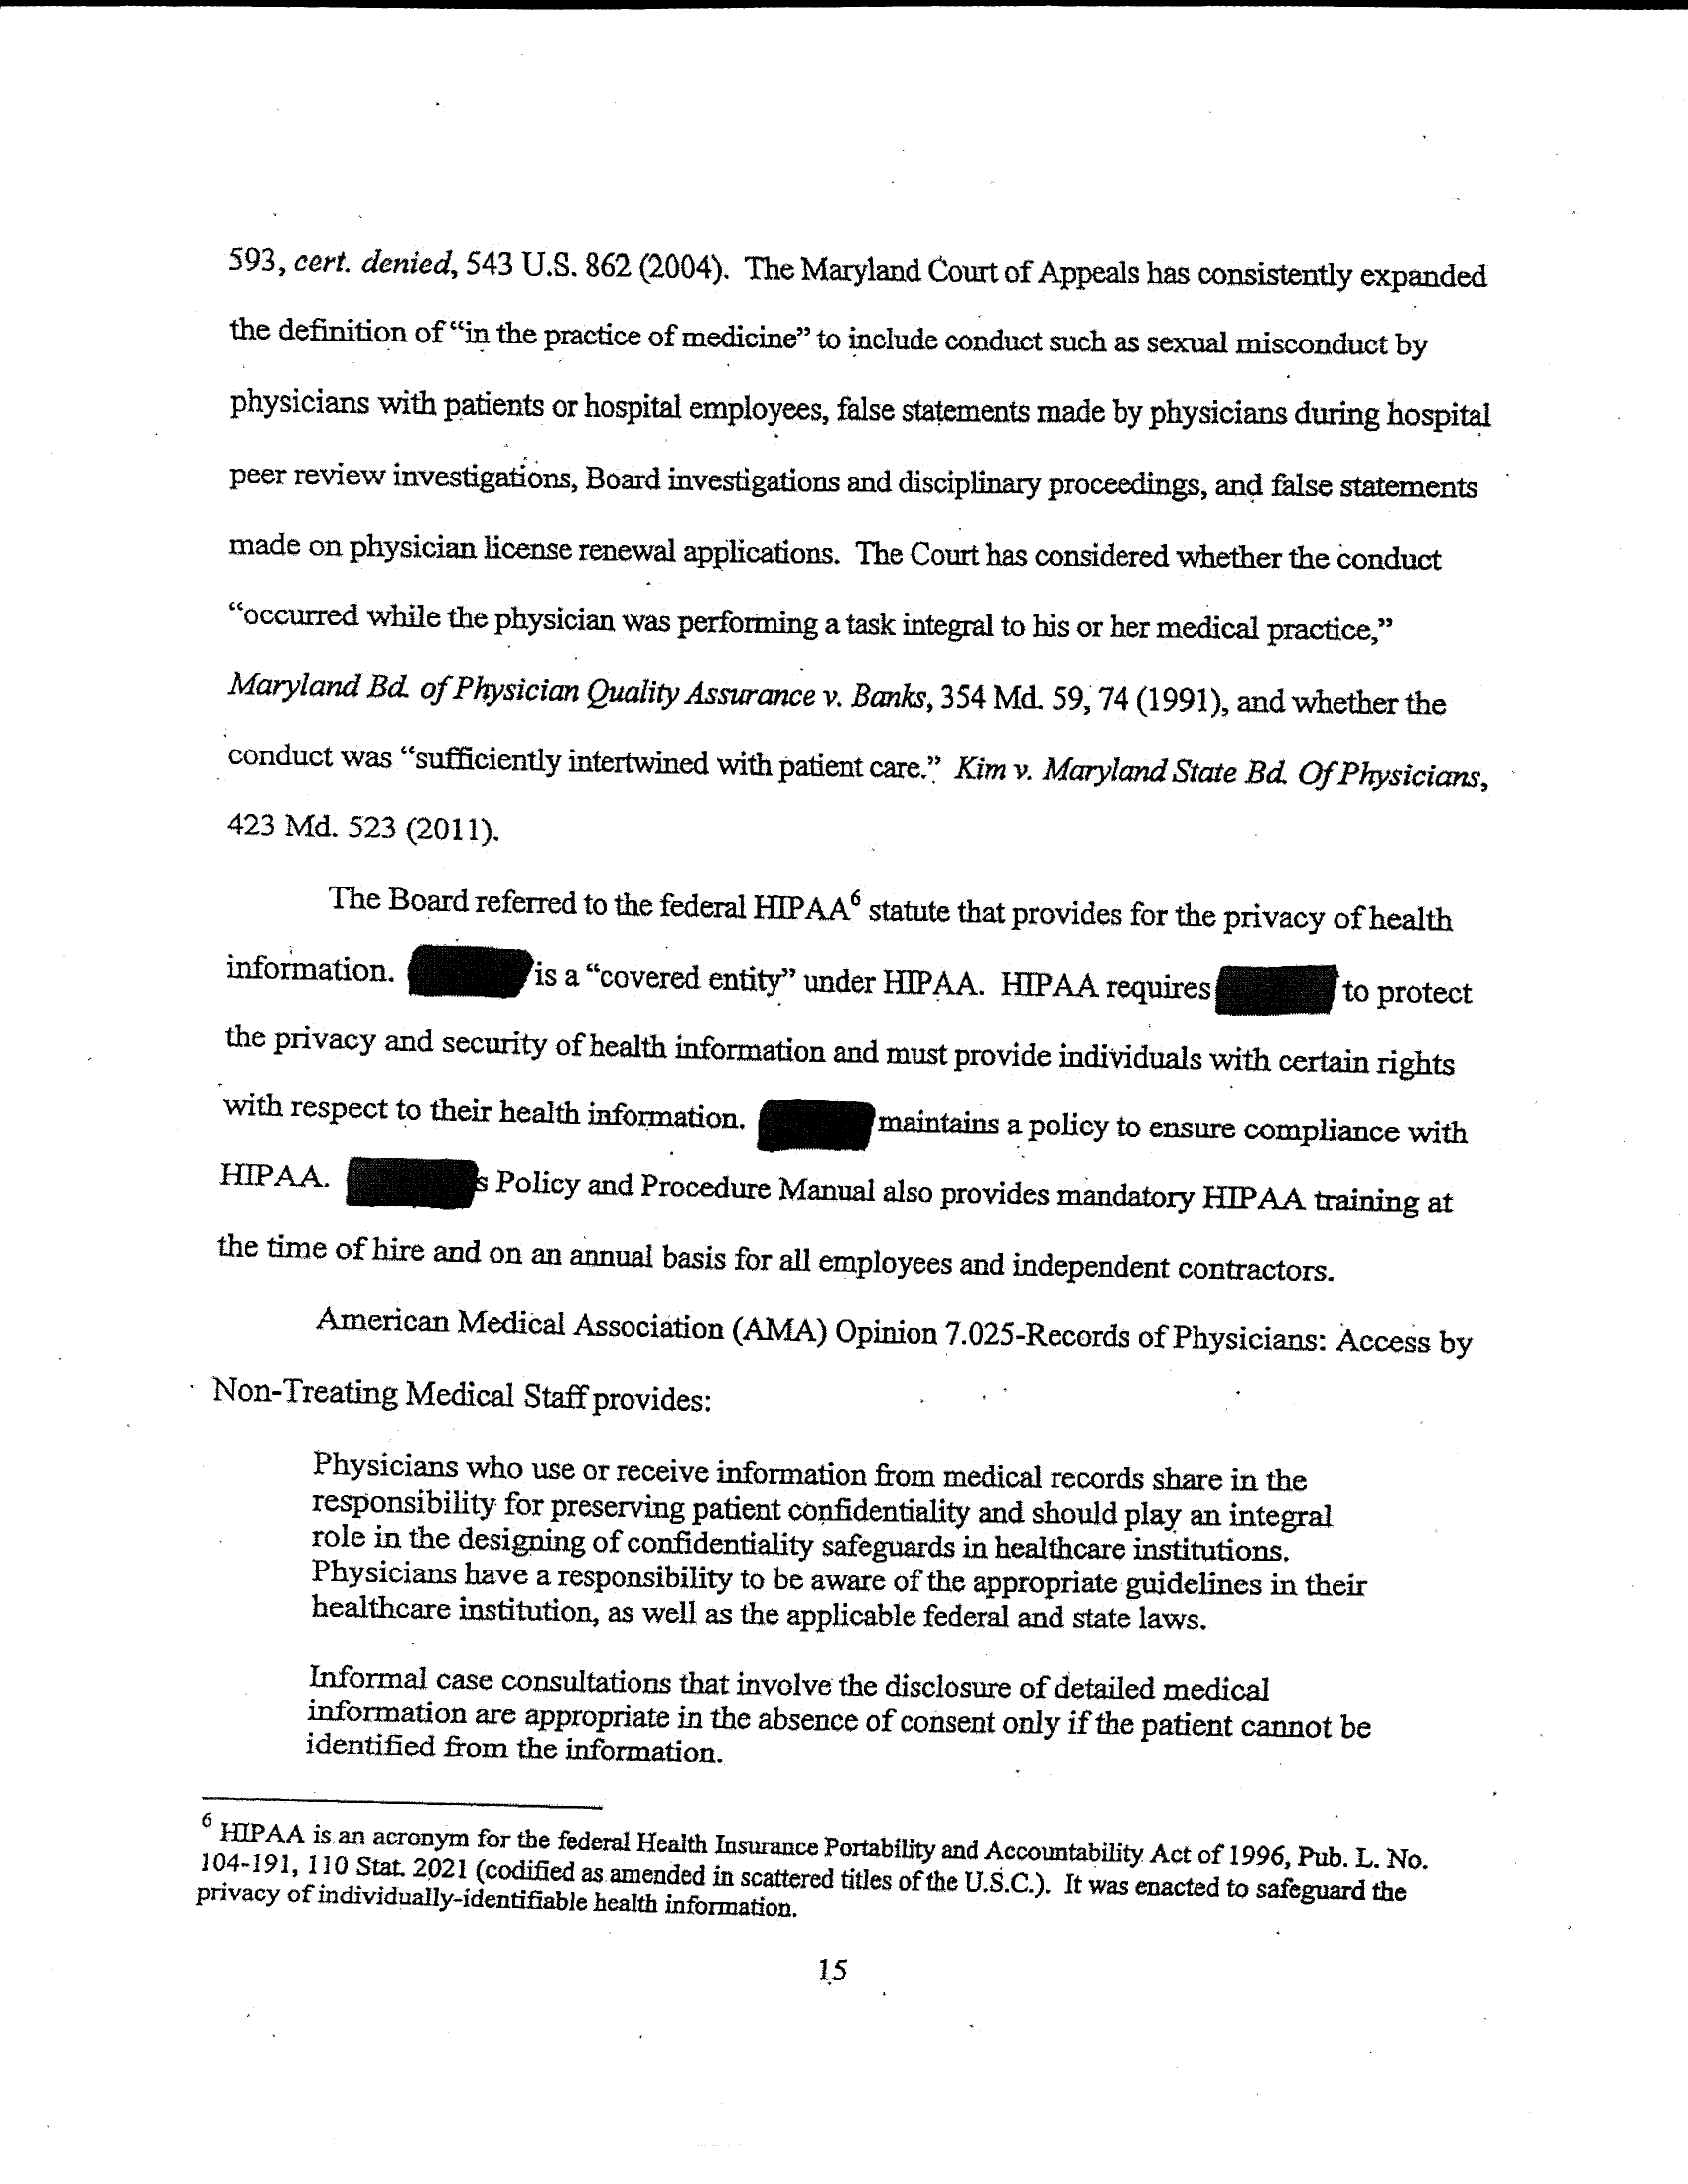 593, cert. denied, 543 U.S. 862 (2004). The Maryland Court of Appeals has consistently expanded
the definition of “in the practice of medicine” to include conduct such as sexual misconduct by
physicians with patients or hospital employees, false statements made by physicians during hospital
peer review investigations, Board investigations and disciplinary proceedings, and false statements
made on physician license renewal applications. The Court has considered whether the conduct
“occurred while the physician was performing a task integral to his or her medical practice,”
Maryland Bd. of Physician Quality Assurance v. Banks, 354 Md. 59, 74 (1991), and whether the
conduct was “sufficiently intertwined with patient care.” Kim v. Maryland State Bd. Of Physicians,
423 Md. 523 (2011).
The Board referred to the federal HIPAA6 statute that provides for the privacy of health
information. is a “covered entity” under HIPAA. HIPAA requires to protect
the privacy and security of health information and must provide individuals with certain rights
with respect to their health information. maintains a policy to ensure compliance with
HIPAA. s Policy and Procedure Manual also provides mandatory HIPAA training at
the time of hire and on an annual basis for all employees and independent contractors.
American Medical Association (AMA) Opinion 7.025-Records of Physicians: Access by
Non-Treating Medical Staff provides:
Physicians who use or receive information from medical records share in the
responsibility for preserving patient confidentiality and should play an integral
role in the designing of confidentiality safeguards in healthcare institutions.
Physicians have a responsibility to be aware of the appropriate guidelines in their
healthcare institution, as well as the applicable federal and state laws.
Informal case consultations that involve the disclosure of detailed medical
information are appropriate in the absence of consent only if the patient cannot be
identified from the information.
6 HIPAA is an acronym for the federal Health Insurance Portability and Accountability Act of 1996, Pub. L. No.
104-191, 110 Stat. 2021 (codified as amended in scattered titles of the U.S.C.). It was enacted to safeguard the
privacy of individually-identifiable health information.
15